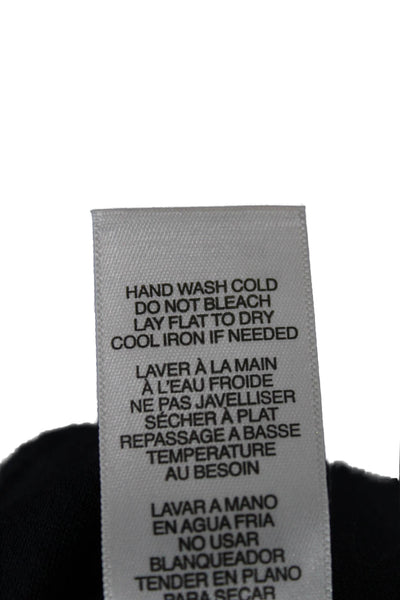 HAND WASH COLD
DO NOT BLEACH
LAY FLAT TO DRY
COOL IRON IF NEEDED
LAVER À LA MAIN
À L'EAU FROIDE
NE PAS JAVELLISER
SÉCHER À PLAT
REPASSAGE A BASSE
TEMPERATURE
AU BESOIN
LAVAR A MANO
EN AGUA FRIA
NO USAR
BLANQUEADOR
TENDER EN PLANO
PARA SECAR